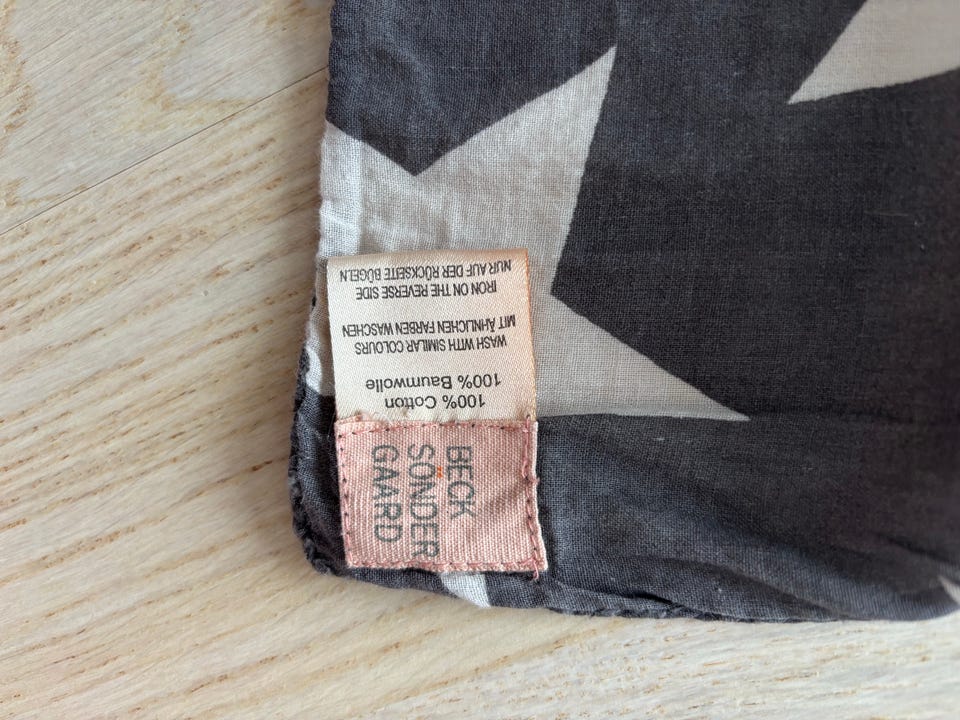 100% Cotton
100% Baumwolle
WASH WITH SIMILAR COLOURS
MIT ÄHNLICHEN FARBEN WASCHEN
IRON ON THE REVERSE SIDE
NUR AUF DER RÜCKSEITE BÜGELN
BECK
SÖNDER
GAARD